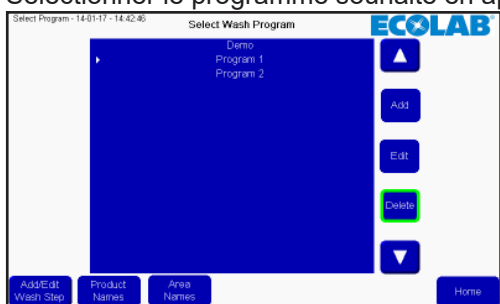 Sélectionner le programme souhaité en
Select Program - 14-01-17 - 14:42:46
Select Wash Program
ECOLAB®
Demo
Program 1
Program 2
Add
Edit
Delete
Add/Edit
Wash Step
Product
Names
Area
Names
Home